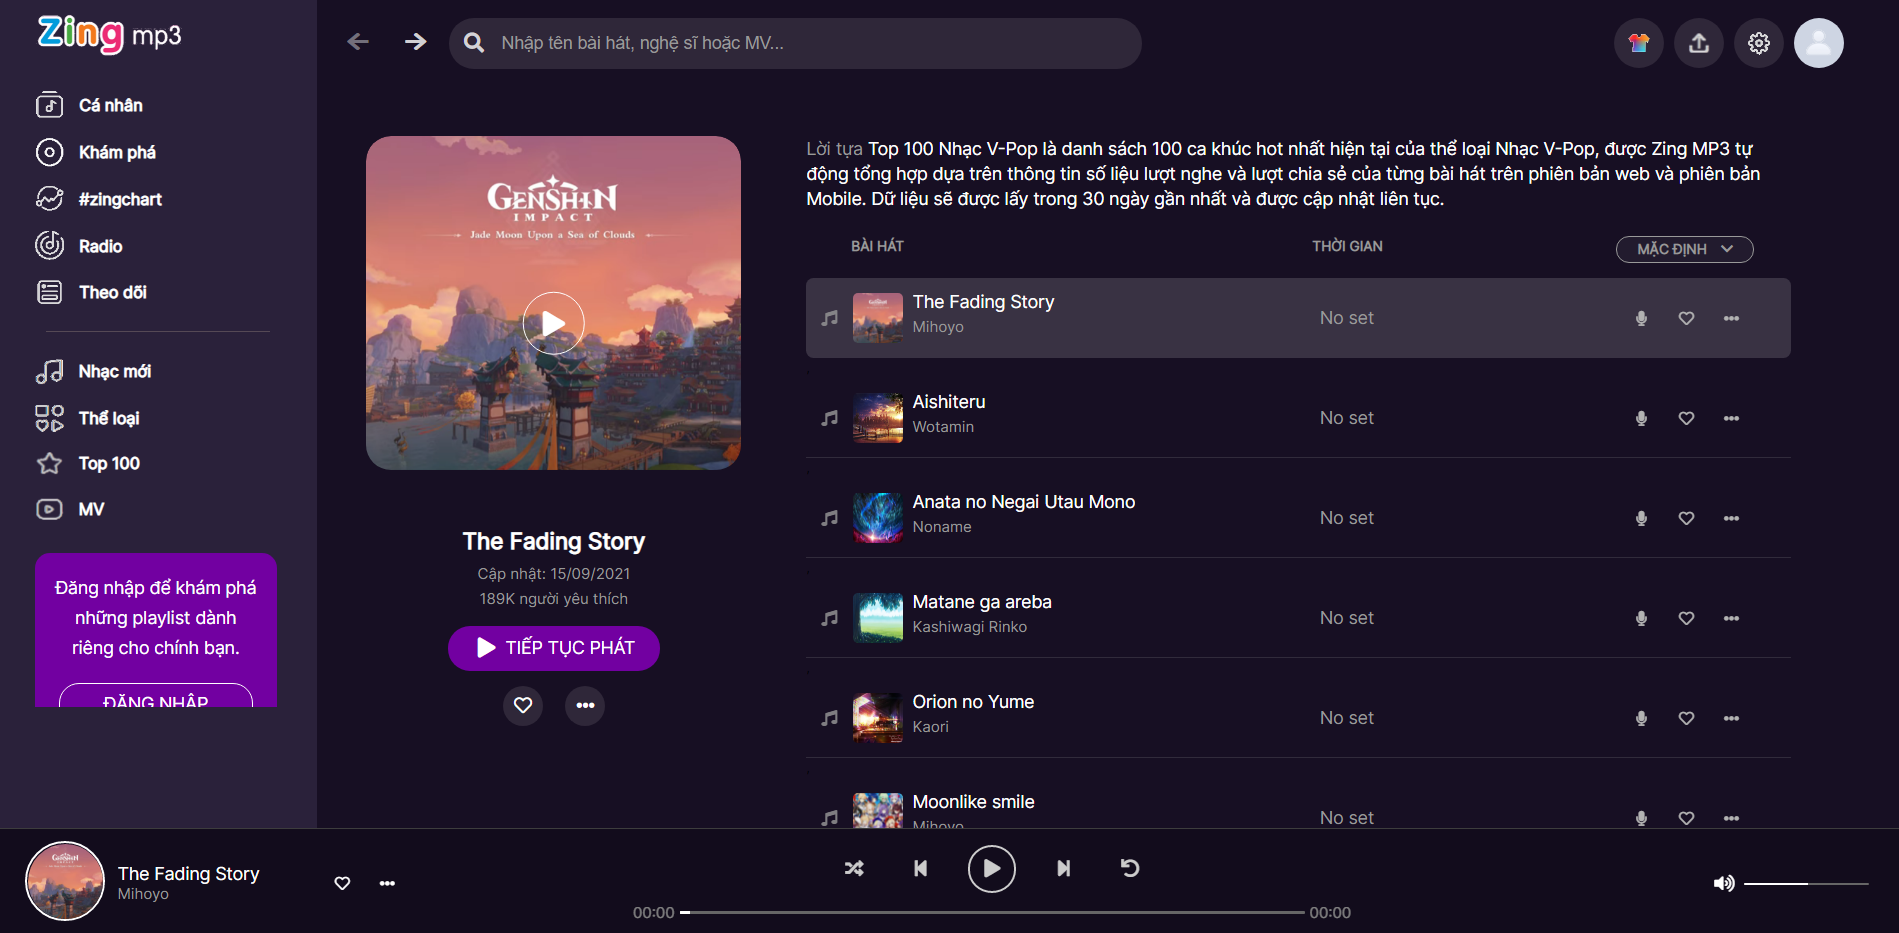 Zing mp3
Nhập tên bài hát, nghệ sĩ hoặc MV...
Cá nhân
Khám phá
#zingchart
Radio
Theo dõi
Nhạc mới
Thể loại
Top 100
MV
Đăng nhập để khám phá
những playlist dành
riêng cho chính bạn.
ĐĂNG NHẬP
GENSHIN
IMPACT
Jade Moon Upon a Sea of Clouds
The Fading Story
Cập nhật: 15/09/2021
189K người yêu thích
TIẾP TỤC PHÁT
Lời tựa Top 100 Nhạc V-Pop là danh sách 100 ca khúc hot nhất hiện tại của thể loại Nhạc V-Pop, được Zing MP3 tự
động tổng hợp dựa trên thông tin số liệu lượt nghe và lượt chia sẻ của từng bài hát trên phiên bản web và phiên bản
Mobile. Dữ liệu sẽ được lấy trong 30 ngày gần nhất và được cập nhật liên tục.
BÀI HÁT THỜI GIAN MẶC ĐỊNH
The Fading Story
Mihoyo
No set
Aishiteru
Wotamin
No set
Anata no Negai Utau Mono
Noname
No set
Matane ga areba
Kashiwagi Rinko
No set
Orion no Yume
Kaori
No set
Moonlike smile
Mihoyo
No set
The Fading Story
Mihoyo
00:00 00:00